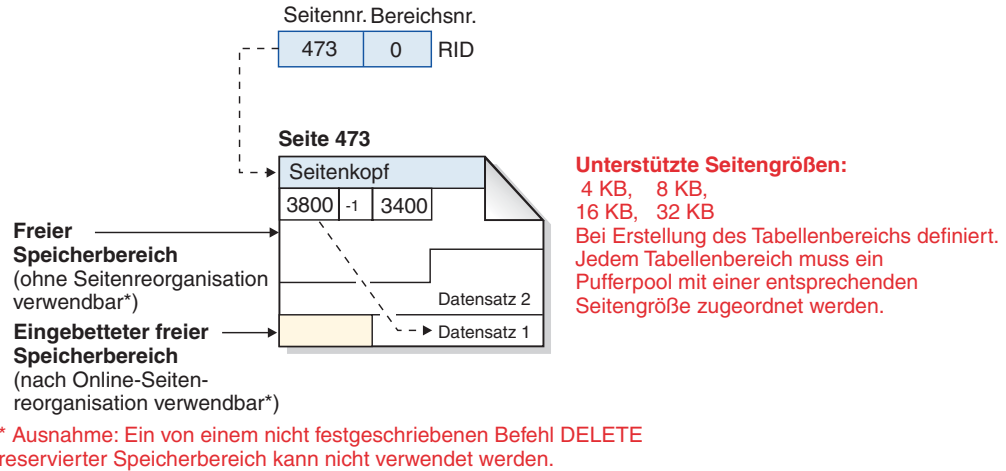 Seitennr. Bereichsnr.
473 0 RID
Seite 473
Seitenkopf
3800 -1 3400
Freier
Speicherbereich
(ohne Seitenreorganisation
verwendbar*)
Datensatz 2
Eingebetteter freier
Speicherbereich
(nach Online-Seiten-
reorganisation verwendbar*)
Datensatz 1
Unterstützte Seitengrößen:
4 KB, 8 KB,
16 KB, 32 KB
Bei Erstellung des Tabellenbereichs definiert.
Jedem Tabellenbereich muss ein
Pufferpool mit einer entsprechenden
Seitengröße zugeordnet werden.
* Ausnahme: Ein von einem nicht festgeschriebenen Befehl DELETE
reservierter Speicherbereich kann nicht verwendet werden.